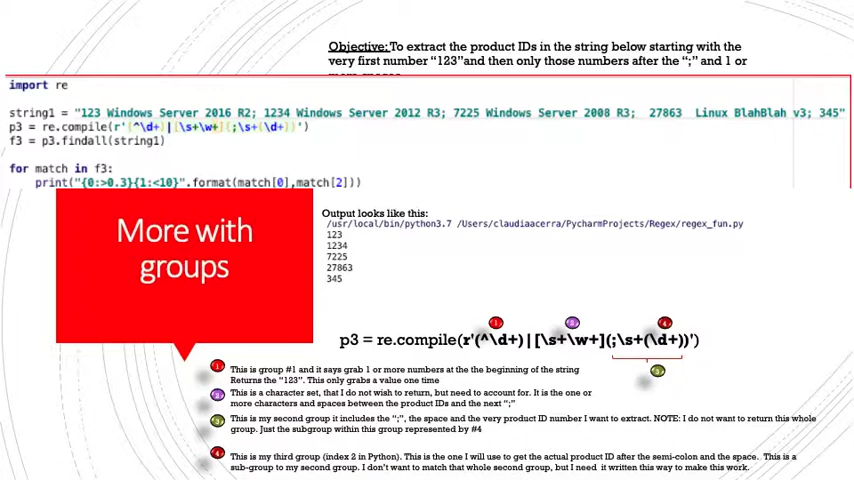 Objective: To extract the product IDs in the string below starting with the
very first number “123”and then only those numbers after the “;” and 1 or
more spaces
import re
string1 = "123 Windows Server 2016 R2; 1234 Windows Server 2012 R3; 7225 Windows Server 2008 R3;  27863  Linux BlahBlah v3; 345"
p3 = re.compile(r'(^\d+)|[\s+\w+](;\s+(\d+))')
f3 = p3.findall(string1)
for match in f3:
print("{0:>0.3}{1:<10}".format(match[0],match[2]))
More with
groups
Output looks like this:
/usr/local/bin/python3.7 /Users/claudiaacerra/PycharmProjects/Regex/regex_fun.py
123
1234
7225
27863
345
1 2 4
p3 = re.compile(r'(^\d+)|[\s+\w+](;\s+(\d+))')
3
1 This is group #1 and it says grab 1 or more numbers at the the beginning of the string
Returns the “123”. This only grabs a value one time
2 This is a character set, that I do not wish to return, but need to account for. It is the one or
more characters and spaces between the product IDs and the next “;”
3 This is my second group it includes the “;”, the space and the very product ID number I want to extract. NOTE: I do not want to return this whole
group. Just the subgroup within this group represented by #4
4 This is my third group (index 2 in Python). This is the one I will use to get the actual product ID after the semi-colon and the space. This is a
sub-group to my second group. I don’t want to match that whole second group, but I need it written this way to make this work.